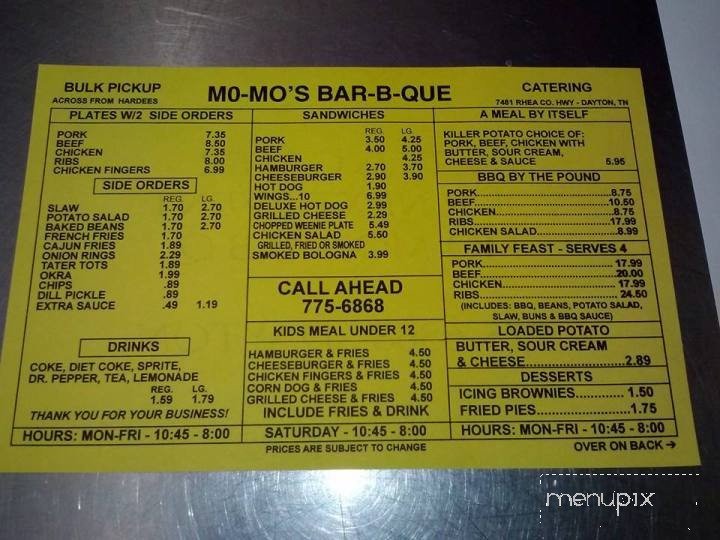 BULK PICKUP
ACROSS FROM HARDEES
MO-MO'S BAR-B-QUE
CATERING
7481 RHEA CO. HWY - DAYTON, TN
PLATES W/2 SIDE ORDERS
PORK 7.35
BEEF 8.50
CHICKEN 7.35
RIBS 8.00
CHICKEN FINGERS 6.99
SIDE ORDERS
REG. LG.
SLAW 1.70 2.70
POTATO SALAD 1.70 2.70
BAKED BEANS 1.70 2.70
FRENCH FRIES 1.70
CAJUN FRIES 1.89
ONION RINGS 2.29
TATER TOTS 1.89
OKRA 1.99
CHIPS .89
DILL PICKLE .89
EXTRA SAUCE .49 1.19
DRINKS
COKE, DIET COKE, SPRITE,
DR. PEPPER, TEA, LEMONADE
REG. LG.
1.59 1.79
THANK YOU FOR YOUR BUSINESS!
HOURS: MON-FRI - 10:45 - 8:00
SANDWICHES
REG. LG.
PORK 3.50 4.25
BEEF 4.00 5.00
CHICKEN 4.25
HAMBURGER 2.70 3.70
CHEESEBURGER 2.90 3.90
HOT DOG 1.90
WINGS...10 6.99
DELUXE HOT DOG 2.99
GRILLED CHEESE 2.29
CHOPPED WEENIE PLATE 5.49
CHICKEN SALAD 5.50
GRILLED, FRIED OR SMOKED
SMOKED BOLOGNA 3.99
CALL AHEAD
775-6868
KIDS MEAL UNDER 12
HAMBURGER & FRIES 4.50
CHEESEBURGER & FRIES 4.50
CHICKEN FINGERS & FRIES 4.50
CORN DOG & FRIES 4.50
GRILLED CHEESE & FRIES 4.50
INCLUDE FRIES & DRINK
SATURDAY - 10:45 - 8:00
PRICES ARE SUBJECT TO CHANGE
A MEAL BY ITSELF
KILLER POTATO CHOICE OF:
PORK, BEEF, CHICKEN WITH
BUTTER, SOUR CREAM,
CHEESE & SAUCE 5.95
BBQ BY THE POUND
PORK...8.75
BEEF...10.50
CHICKEN...8.75
RIBS...17.99
CHICKEN SALAD...8.99
FAMILY FEAST - SERVES 4
PORK...17.99
BEEF...20.00
CHICKEN...17.99
RIBS...24.50
(INCLUDES: BBQ, BEANS, POTATO SALAD,
SLAW, BUNS & BBQ SAUCE)
LOADED POTATO
BUTTER, SOUR CREAM
& CHEESE...2.89
DESSERTS
ICING BROWNIES...1.50
FRIED PIES...1.75
HOURS: MON-FRI - 10:45 - 8:00
OVER ON BACK →
menupix